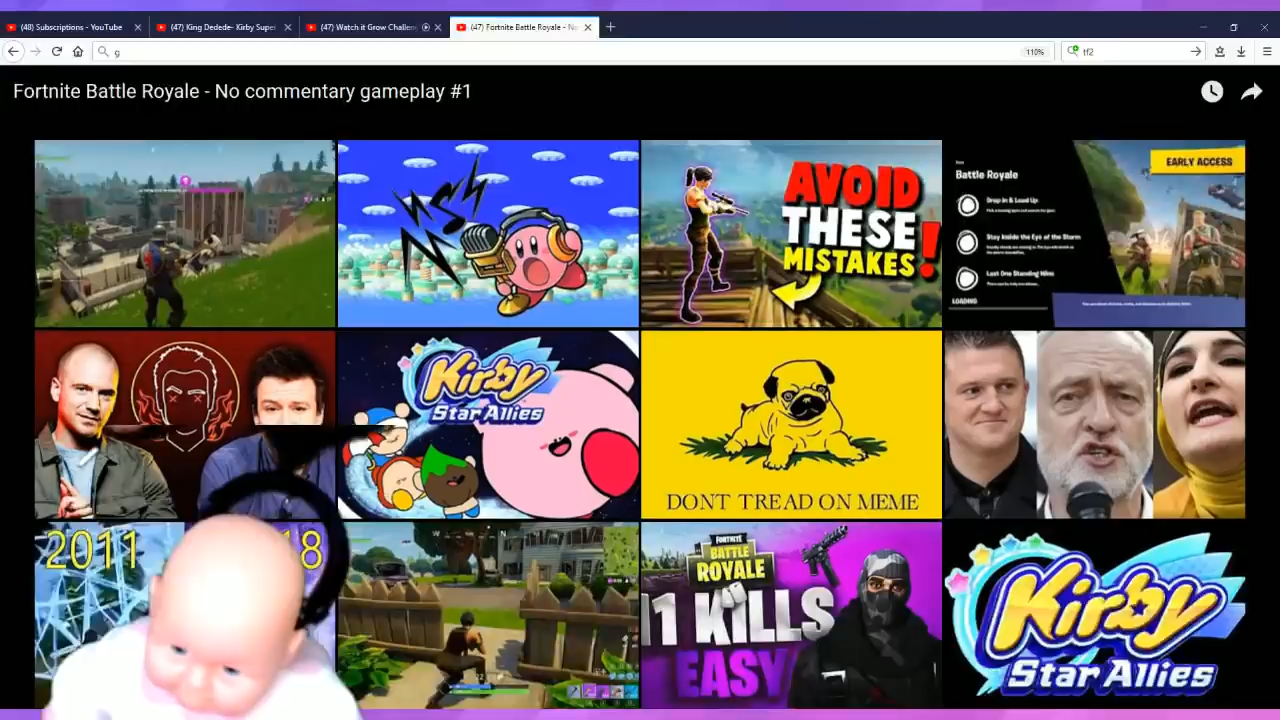 (48) Subscriptions - YouTube
(47) King Dedede- Kirby Super
(47) Watch it Grow Challen
(47) Fortnite Battle Royale - No
g
110%
tf2
Fortnite Battle Royale - No commentary gameplay #1
AVOID
THESE
MISTAKES!
EARLY ACCESS
Battle Royale
Drop In & Load Up
Stay Inside the Eye of the Storm
Last One Standing Wins
LOADING
Kirby
Star Allies
DONT TREAD ON MEME
2011
18
W
N
FORTNITE
BATTLE
ROYALE
11 KILLS
EASY
Kirby
Star Allies